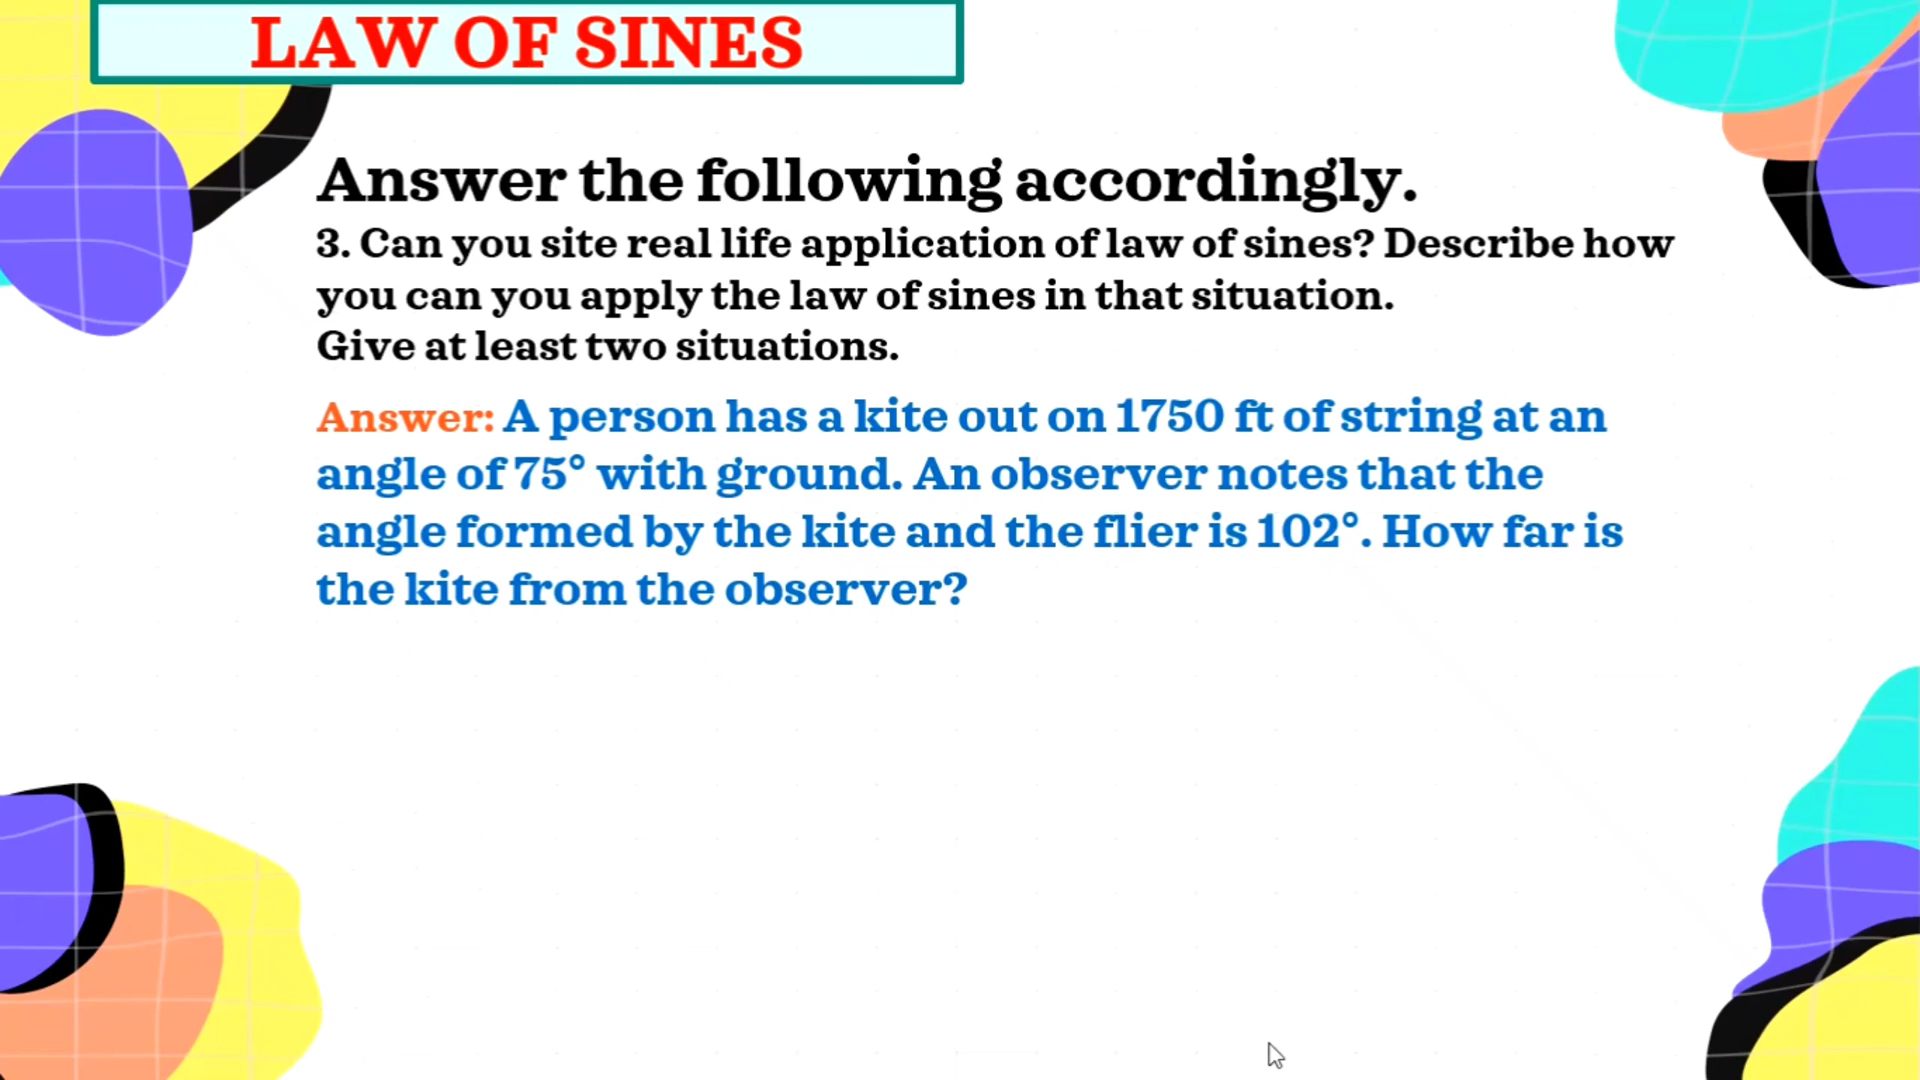 LAW OF SINES
Answer the following accordingly.
3. Can you site real life application of law of sines? Describe how
you can you apply the law of sines in that situation.
Give at least two situations.
Answer: A person has a kite out on 1750 ft of string at an
angle of 75° with ground. An observer notes that the
angle formed by the kite and the flier is 102°. How far is
the kite from the observer?